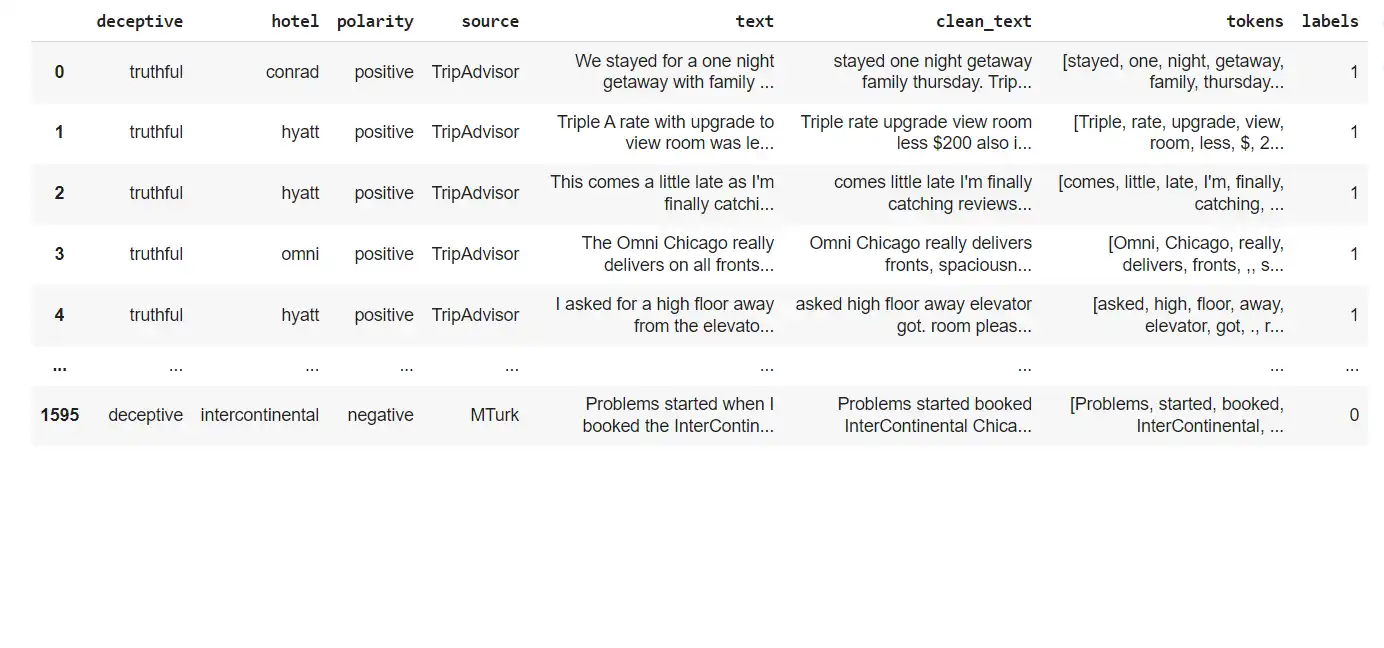 deceptive hotel polarity source text clean_text tokens labels
0 truthful conrad positive TripAdvisor We stayed for a one night getaway with family ... stayed one night getaway family thursday. Trip... [stayed, one, night, getaway, family, thursday... 1
1 truthful hyatt positive TripAdvisor Triple A rate with upgrade to view room was le... Triple rate upgrade view room less $200 also i... [Triple, rate, upgrade, view, room, less, $, 2... 1
2 truthful hyatt positive TripAdvisor This comes a little late as I'm finally catchi... comes little late I'm finally catching reviews... [comes, little, late, I'm, finally, catching, ... 1
3 truthful omni positive TripAdvisor The Omni Chicago really delivers on all fronts... Omni Chicago really delivers fronts, spaciousn... [Omni, Chicago, really, delivers, fronts, ,, s... 1
4 truthful hyatt positive TripAdvisor I asked for a high floor away from the elevato... asked high floor away elevator got. room pleas... [asked, high, floor, away, elevator, got, ., r... 1
... ... ... ... ... ... ... ... ...
1595 deceptive intercontinental negative MTurk Problems started when I booked the InterContin... Problems started booked InterContinental Chica... [Problems, started, booked, InterContinental, ... 0